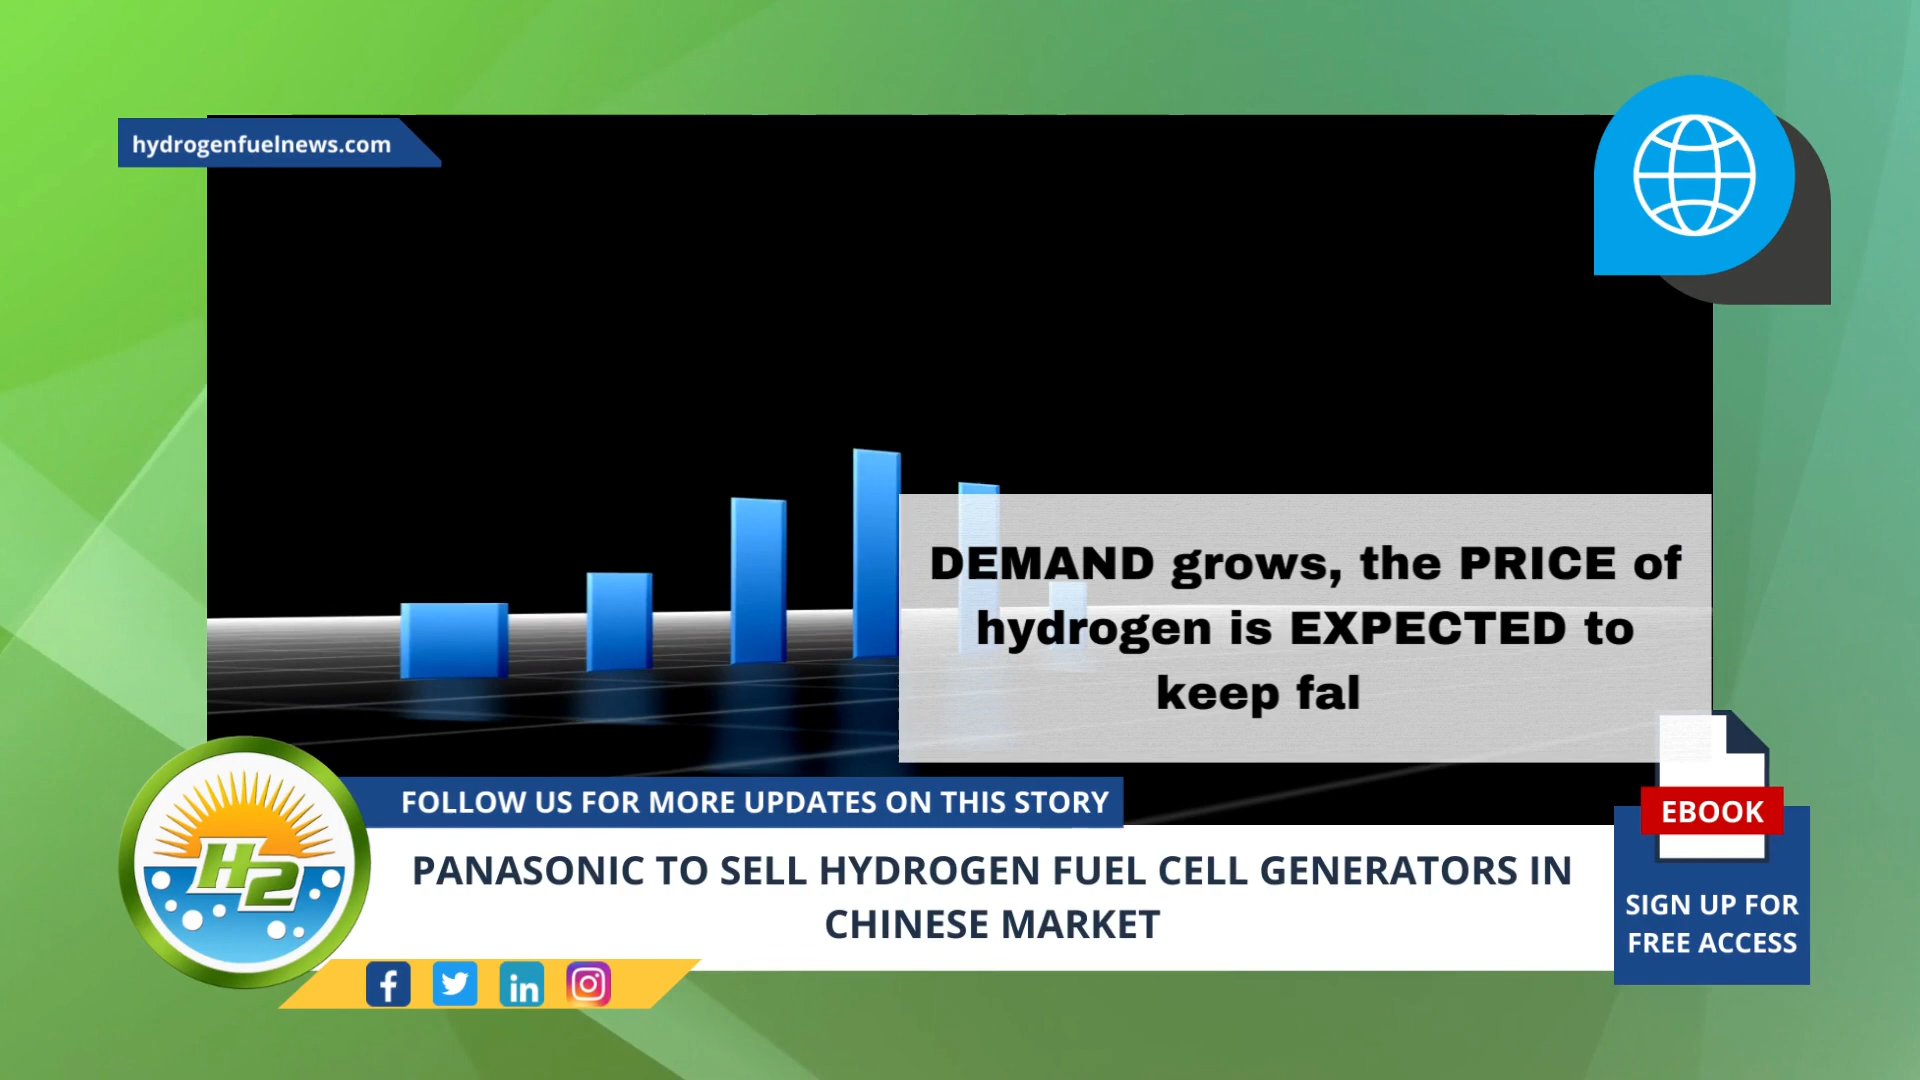 hydrogenfuelnews.com
DEMAND grows, the PRICE of
hydrogen is EXPECTED to
keep fal
FOLLOW US FOR MORE UPDATES ON THIS STORY
PANASONIC TO SELL HYDROGEN FUEL CELL GENERATORS IN
CHINESE MARKET
H2
EBOOK
SIGN UP FOR
FREE ACCESS